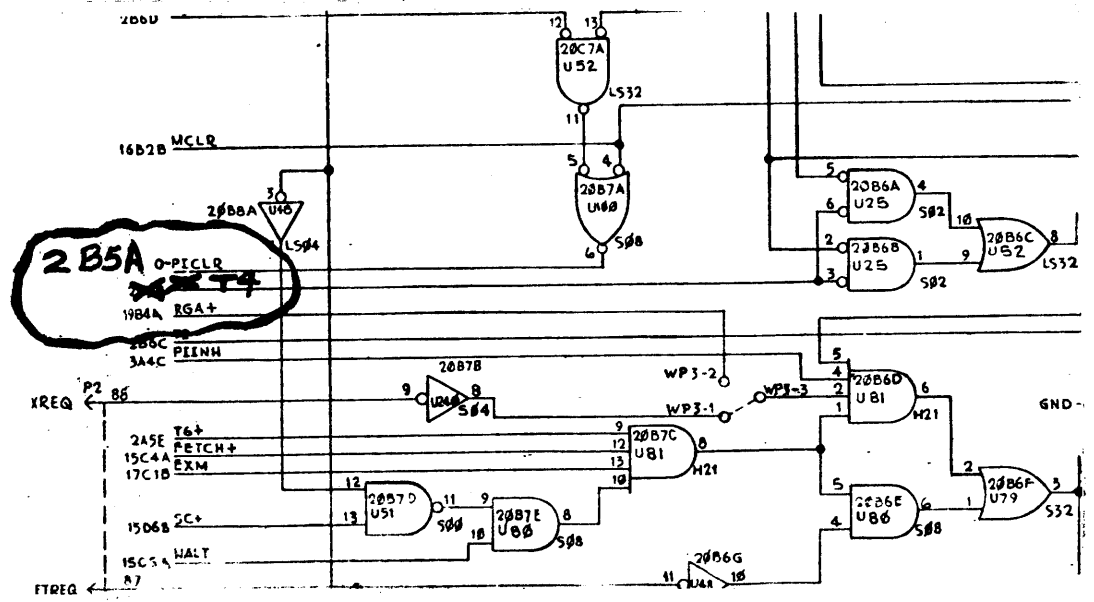 2B6D
12 13
20C7A
U52
LS32
11
16B2B MCLR
5 4
20B7A
U100
S08
6
3
20B8A U48
LS04
2B5A
O-PICLR
T4
19B4A RGA+
2B6C
3A4C PIINH
5 20B6A 4
6 U25 S02
2 20B6B 1
3 U25 S02
10 20B6C 8
9 U52 LS32
XREQ P2 86
20B7B
9 8
S04
WP3-2
WP3-1
WP3-3
5
4 20B6D 6
2 U81
1 H21
GND-
2A5E T6+
15C4A FETCH+
17C1B EXM
9 20B7C
12 U81 8
13 H21
10
12 20B7D 11
13 U51 S00
15D6B SC+
9 20B7E 8
10 U80 S08
HALT
5 20B6E 6
4 U80 S08
2 20B6F 3
1 U79 S32
20B6G
11 10
FTREQ 87